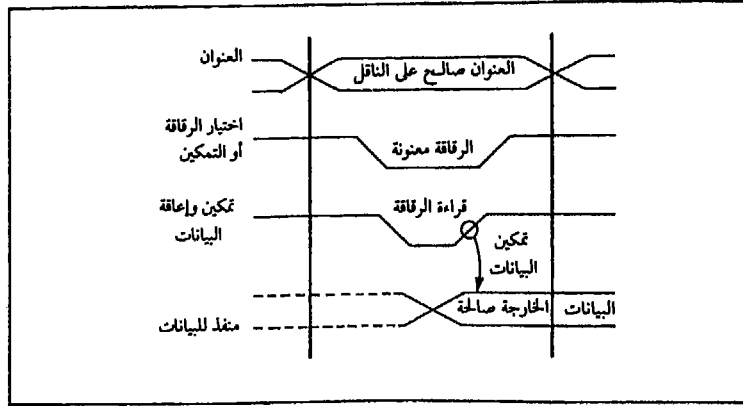 العنوان
العنوان صالح على الناقل
اختيار الرقاقة
أو التمكين
الرقاقة معنونة
تمكين وإعاقة
البيانات
قراءة الرقاقة
تمكين
البيانات
منفذ للبيانات
الخارجة صالحة
البيانات